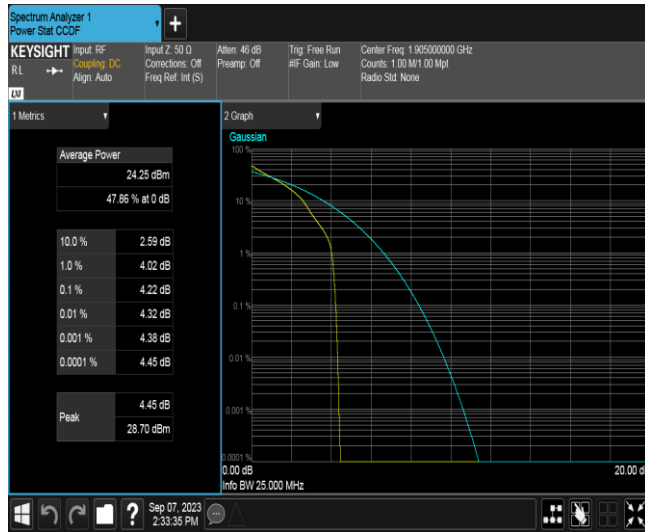 Spectrum Analyzer 1
Power Stat CCDF
+
KEYSIGHT
RL
Input: RF
Coupling: DC
Align: Auto
Input Z: 50 Ω
Corrections: Off
Freq Ref: Int (S)
Atten: 46 dB
Preamp: Off
Trig: Free Run
#IF Gain: Low
Center Freq: 1.905000000 GHz
Counts: 1.00 M/1.00 Mpt
Radio Std: None
1 Metrics
Average Power
24.25 dBm
47.86 % at 0 dB
10.0 % 2.59 dB
1.0 % 4.02 dB
0.1 % 4.22 dB
0.01 % 4.32 dB
0.001 % 4.38 dB
0.0001 % 4.45 dB
Peak
4.45 dB
28.70 dBm
2 Graph
Gaussian
100 %
10 %
1 %
0.1 %
0.01 %
0.001 %
0.0001 %
0.00 dB
20.00 d
Info BW 25.000 MHz
?
Sep 07, 2023
2:33:35 PM